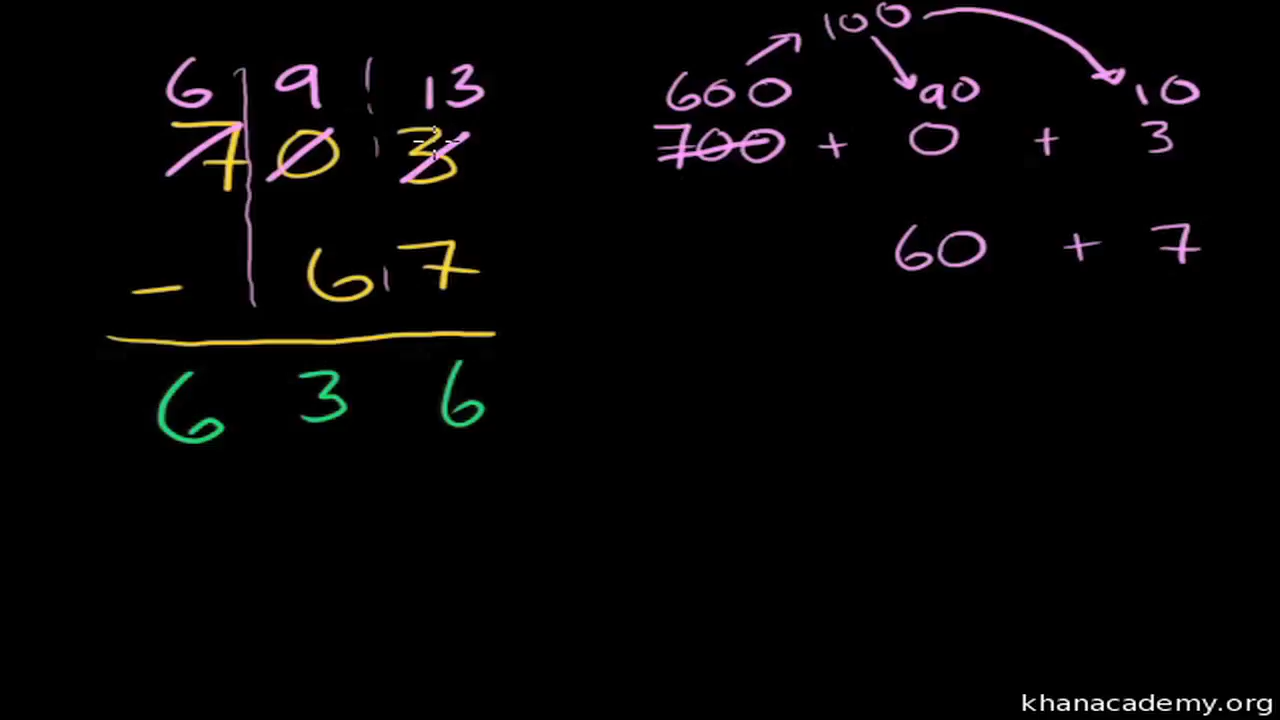 6 9 13
7 0 3
- 6 7
6 3 6
100
600 90 10
700 + 0 + 3
60 + 7
khanacademy.org